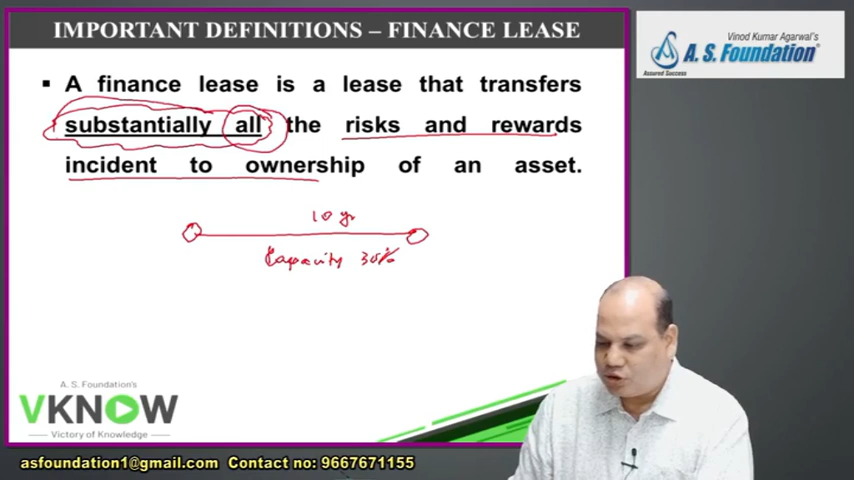 IMPORTANT DEFINITIONS – FINANCE LEASE
Vinod Kumar Agarwal's
A. S. Foundation
Assured Success
▪ A finance lease is a lease that transfers
substantially all the risks and rewards
incident to ownership of an asset.
10 yr
Capacity 30%
A. S. Foundation's
VKNOW
Victory of Knowledge
asfoundation1@gmail.com Contact no: 9667671155